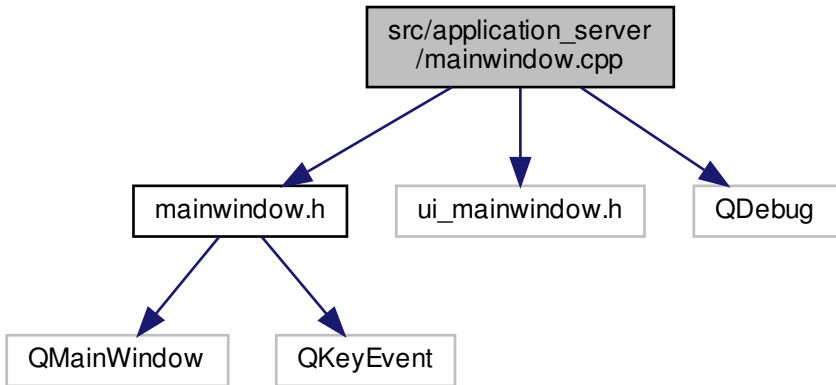 src/application_server
/mainwindow.cpp
mainwindow.h
ui_mainwindow.h
QDebug
QMainWindow
QKeyEvent